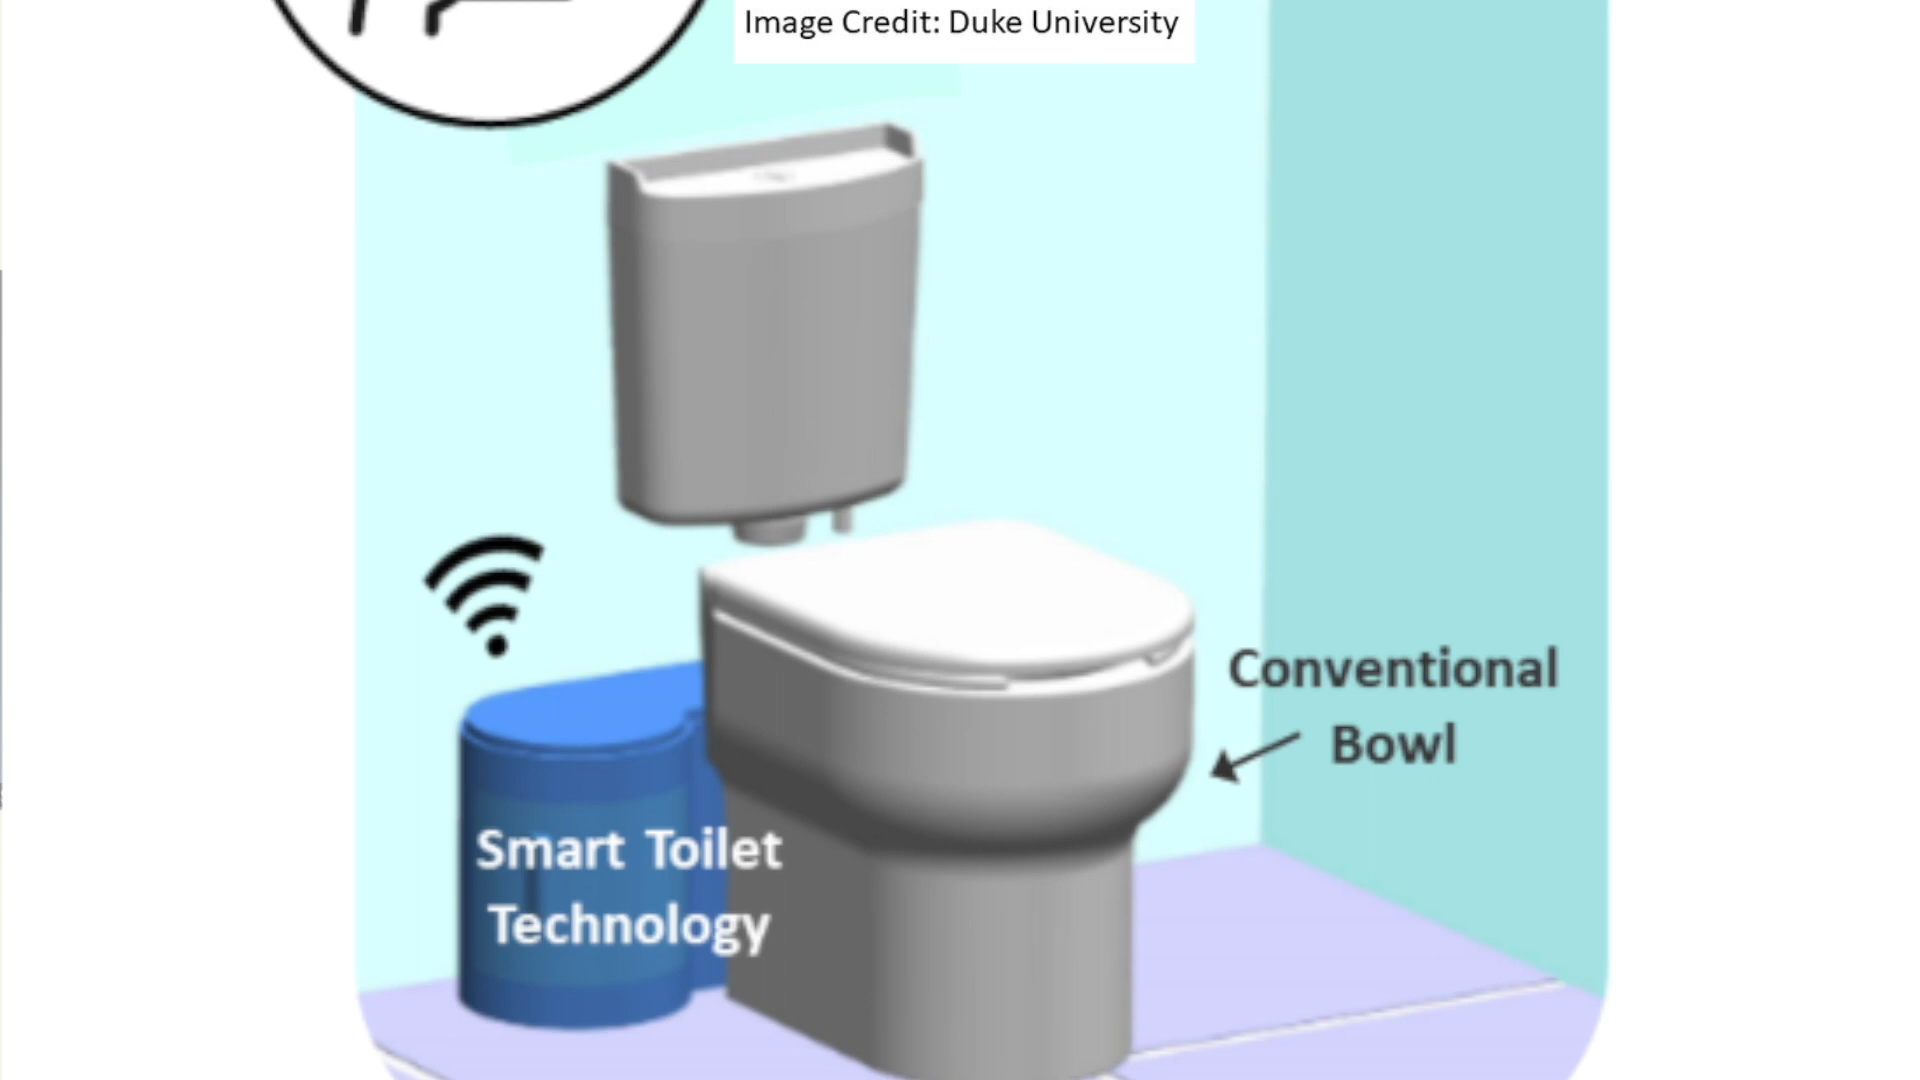 Image Credit: Duke University
Conventional
Bowl
Smart Toilet
Technology